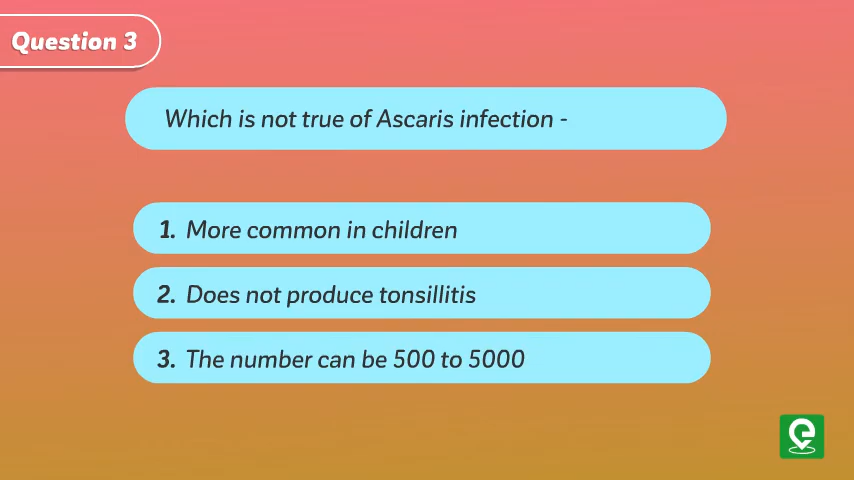 Question 3
Which is not true of Ascaris infection -
1. More common in children
2. Does not produce tonsillitis
3. The number can be 500 to 5000